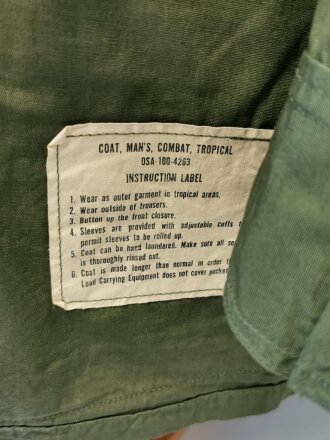 COAT, MAN'S, COMBAT, TROPICAL
DSA-100-4263
INSTRUCTION LABEL
1. Wear as outer garment in tropical areas.
2. Wear outside of trousers.
3. Button up the front closure.
4. Sleeves are provided with adjustable cuffs t
permit sleeves to be rolled up.
5. Coat can be hand laundered. Make sure all so
is thoroughly rinsed out.
6. Coat is made longer than normal in order t
Load Carrying Equipment does not cover pocket